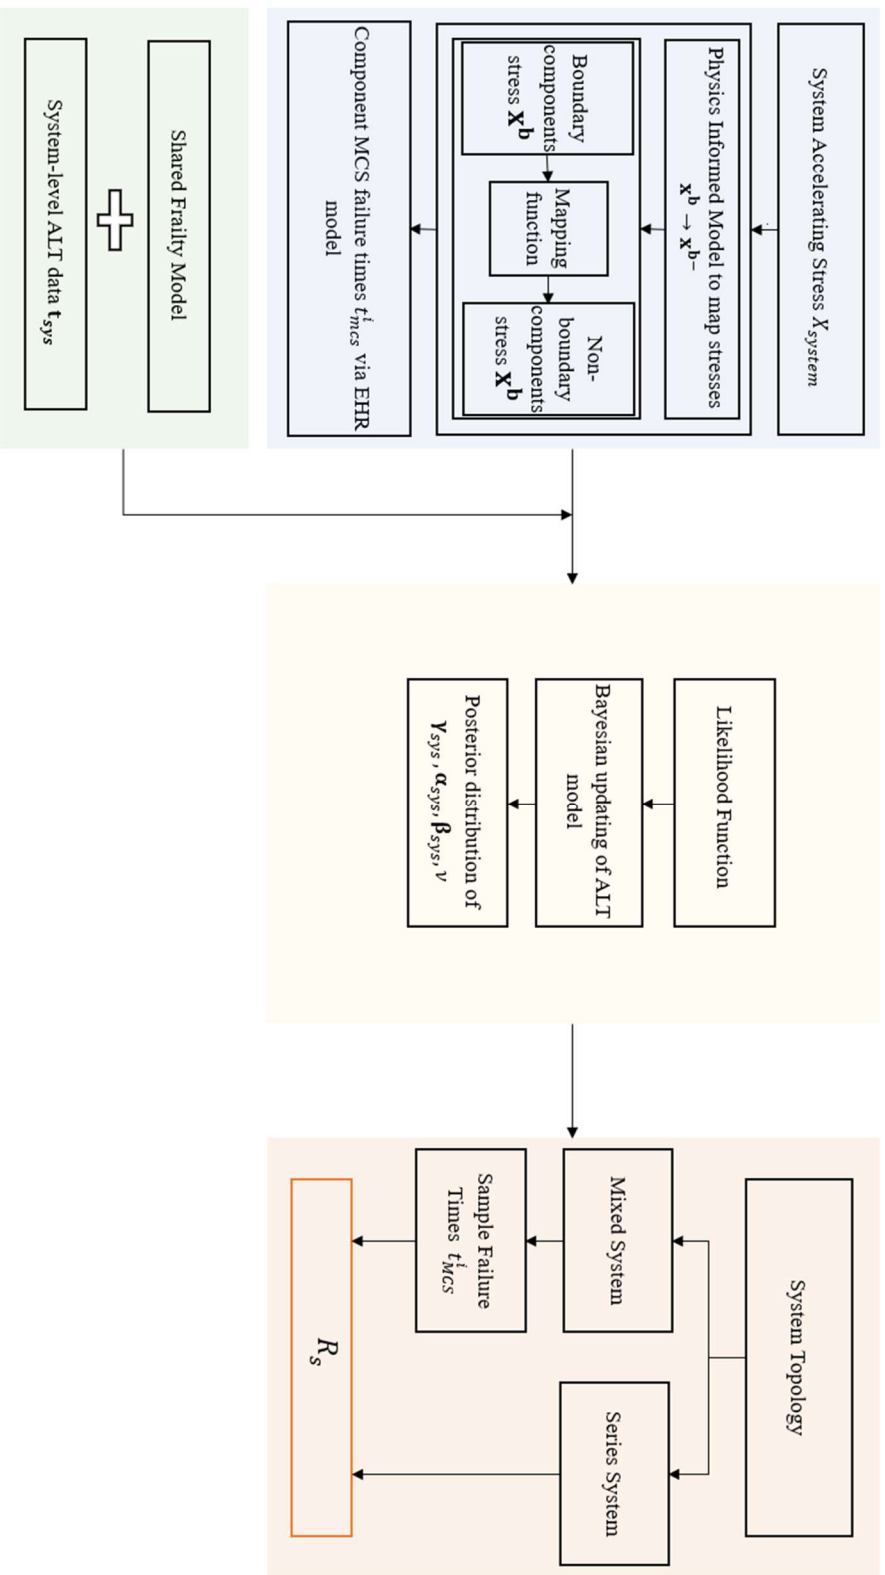 System Accelerating Stress X_system
Physics Informed Model to map stresses
x^b → x^b−
Boundary
components
stress X^b
Mapping
function
Non-
boundary
components
stress X^b
Component MCS failure times t^i_mcs via EHR
model
Shared Frailty Model
System-level ALT data t_sys
Likelihood Function
Bayesian updating of ALT
model
Posterior distribution of
γ_sys, α_sys, β_sys, ν
System Topology
Mixed System
Series System
Sample Failure
Times t^i_MCS
R_s